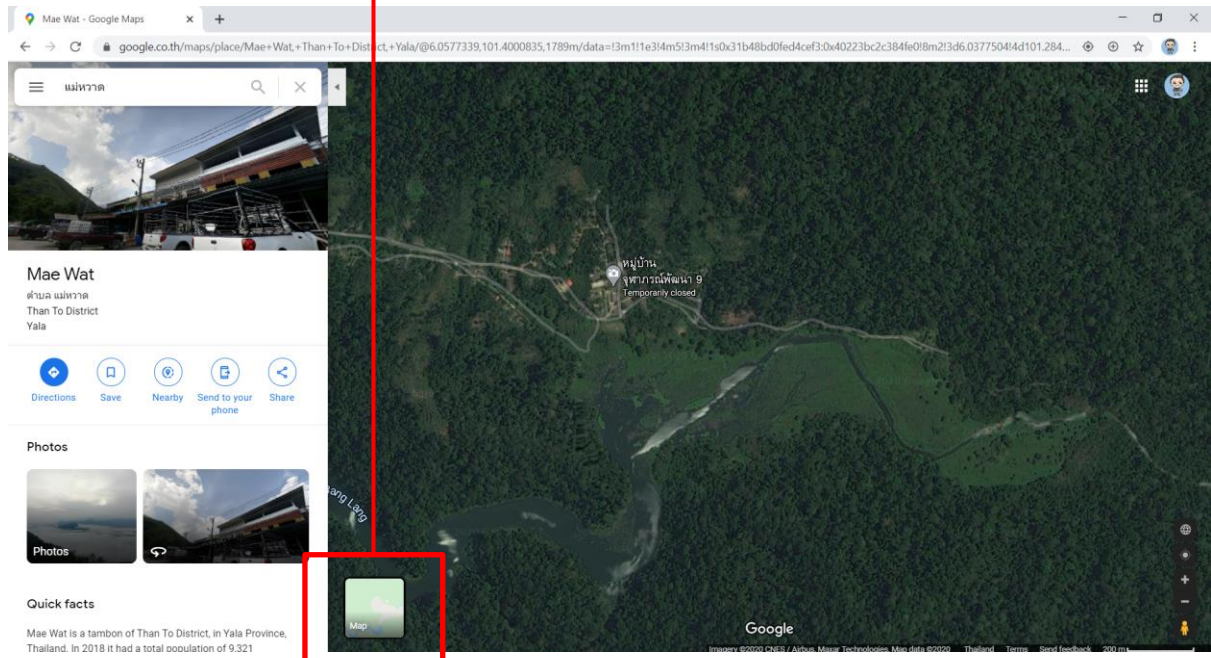 Mae Wat - Google Maps
google.co.th/maps/place/Mae+Wat,+Than+To+District,+Yala/@6.0577339,101.4000835,1789m/data=!3m1!1e3!4m5!3m4!1s0x31b48bd0fed4cef3:0x40223bc2c384fe0!8m2!3d6.0377504!4d101.284...
แม่หวาด
Mae Wat
ตำบล แม่หวาด
Than To District
Yala
Directions
Save
Nearby
Send to your
phone
Share
Photos
Photos
Quick facts
Mae Wat is a tambon of Than To District, in Yala Province,
Thailand. In 2018 it had a total population of 9,321
หมู่บ้าน
จุฬาภรณ์พัฒนา 9
Temporarily closed
ang Lang
Map
Google
Imagery ©2020 CNES / Airbus, Maxar Technologies, Map data ©2020 Thailand Terms Send feedback 200 m